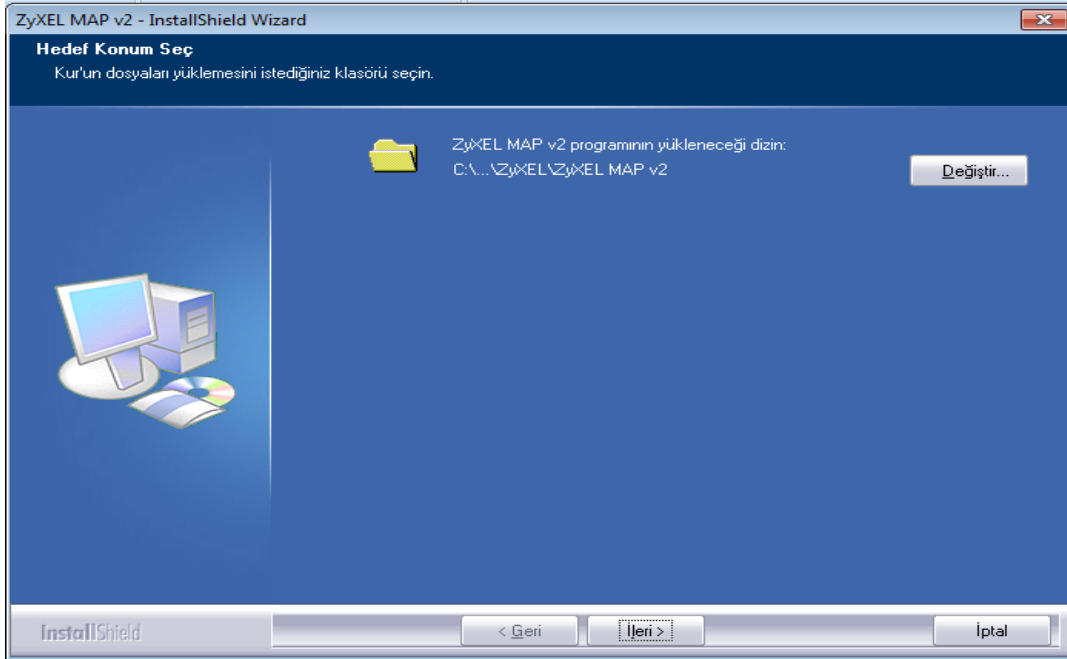 ZyXEL MAP v2 - InstallShield Wizard
Hedef Konum Seç
Kur'un dosyaları yüklemesini istediğiniz klasörü seçin.
ZyXEL MAP v2 programının yükleneceği dizin:
C:\...\ZyXEL\ZyXEL MAP v2
Değiştir...
InstallShield
< Geri
İleri >
İptal